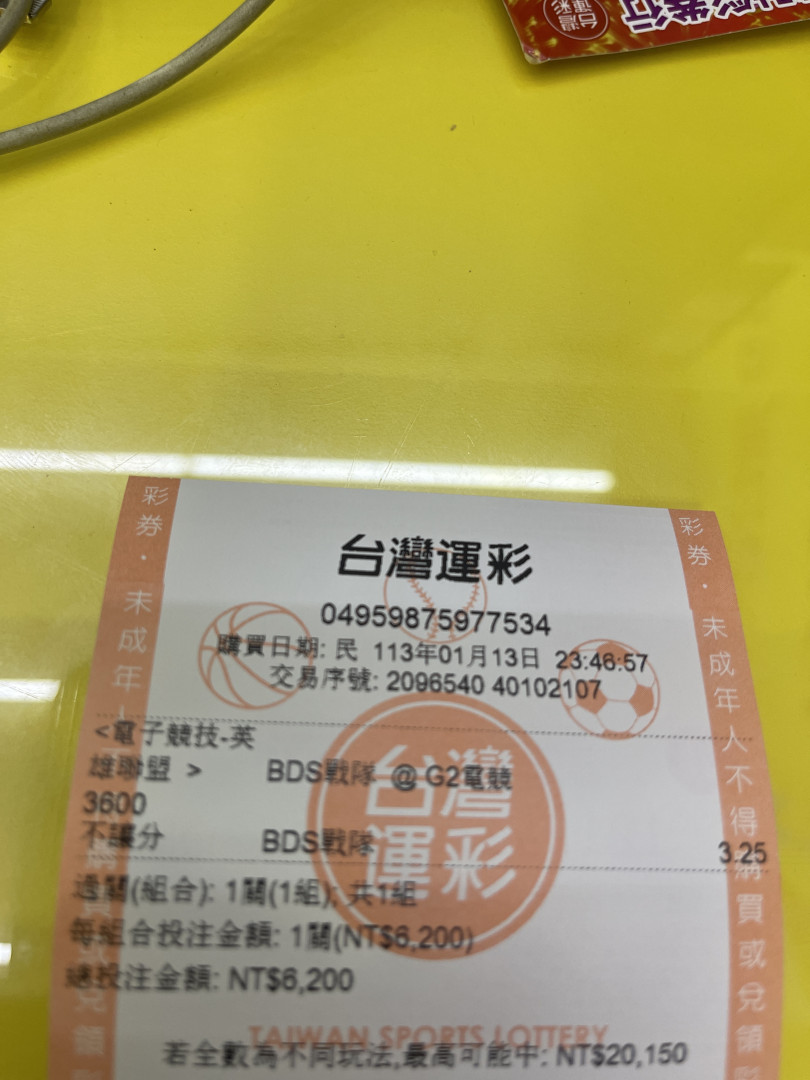 台灣運彩
04959875977534
購買日期: 民 113年01月13日 23:46:57
交易序號: 2096540 40102107
<電子競技-英
雄聯盟 > BDS戰隊 @ G2電競
3600
不讓分 BDS戰隊 3.25
過關(組合): 1關(1組); 共1組
每組合投注金額: 1關(NT$6,200)
總投注金額: NT$6,200
TAIWAN SPORTS LOTTERY
若全數為不同玩法,最高可能中: NT$20,150
台灣
運彩
彩券・未成年人
彩券・未成年人不得購買或兌領